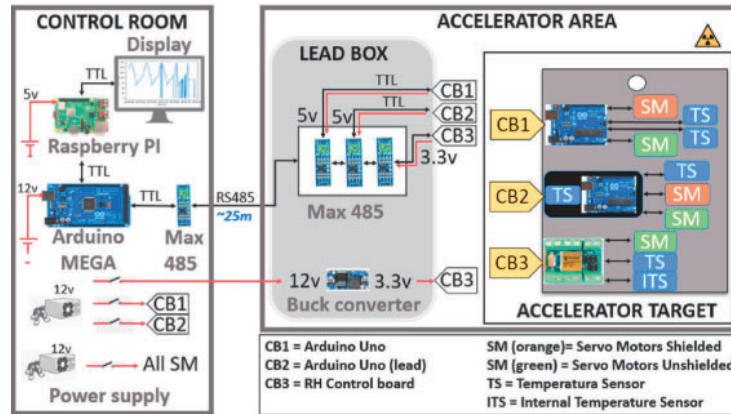 CONTROL ROOM
Display
TTL
5v
Raspberry PI
TTL
12v
TTL
Arduino
MEGA
Max
485
RS485
~25m
12v
CB1
CB2
12v
All SM
Power supply
ACCELERATOR AREA
LEAD BOX
TTL
CB1
5v
5v
TTL
CB2
CB3
3.3v
Max 485
12v
3.3v
CB3
Buck converter
CB1
SM
TS
TS
SM
CB2
TS
TS
SM
SM
CB3
SM
TS
ITS
ACCELERATOR TARGET
CB1 = Arduino Uno
CB2 = Arduino Uno (lead)
CB3 = RH Control board
SM (orange)= Servo Motors Shielded
SM (green) = Servo Motors Unshielded
TS = Temperatura Sensor
ITS = Internal Temperature Sensor